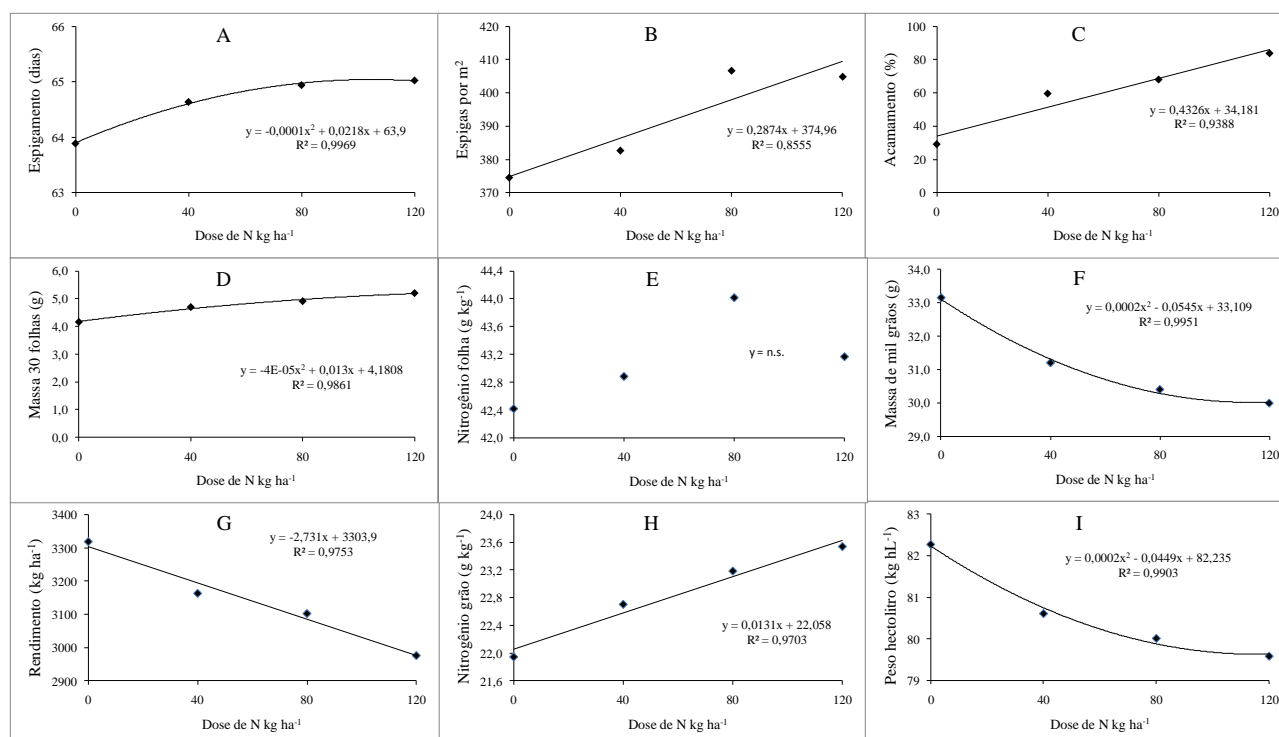 A
Espigamento (dias)
66
65
64
63
0 40 80 120
Dose de N kg ha-1
y = -0,0001x² + 0,0218x + 63,9
R² = 0,9969
B
Espigas por m²
420
410
400
390
380
370
0 40 80 120
Dose de N kg ha-1
y = 0,2874x + 374,96
R² = 0,8555
C
Acamamento (%)
100
80
60
40
20
0
0 40 80 120
Dose de N kg ha-1
y = 0,4326x + 34,181
R² = 0,9388
D
Massa 30 folhas (g)
6,0
5,0
4,0
3,0
2,0
1,0
0,0
0 40 80 120
Dose de N kg ha-1
y = -4E-05x² + 0,013x + 4,1808
R² = 0,9861
E
Nitrogênio folha (g kg-1)
44,4
43,8
43,2
42,6
42,0
0 40 80 120
Dose de N kg ha-1
y = n.s.
F
Massa de mil grãos (g)
34,0
33,0
32,0
31,0
30,0
29,0
0 40 80 120
Dose de N kg ha-1
y = 0,0002x² - 0,0545x + 33,109
R² = 0,9951
G
Rendimento (kg ha-1)
3400
3300
3200
3100
3000
2900
0 40 80 120
Dose de N kg ha-1
y = -2,731x + 3303,9
R² = 0,9753
H
Nitrogênio grão (g kg-1)
24,0
23,6
23,2
22,8
22,4
22,0
21,6
0 40 80 120
Dose de N kg ha-1
y = 0,0131x + 22,058
R² = 0,9703
I
Peso hectolitro (kg hL-1)
83
82
81
80
79
0 40 80 120
Dose de N kg ha-1
y = 0,0002x² - 0,0449x + 82,235
R² = 0,9903